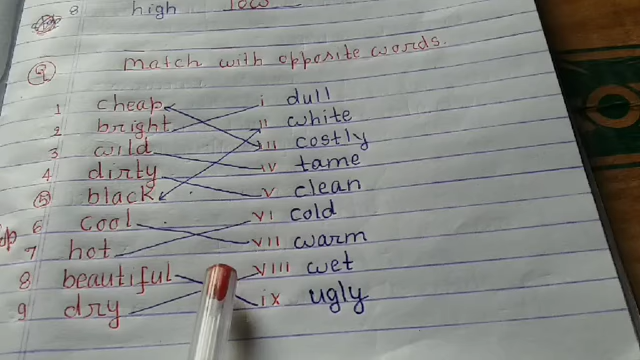 8 high low
9 match with opposite words.
1 cheap i dull
2 bright ii white
3 wild iii costly
4 dirty iv tame
5 black v clean
6 cool vi cold
7 hot vii warm
8 beautiful viii wet
9 dry ix ugly